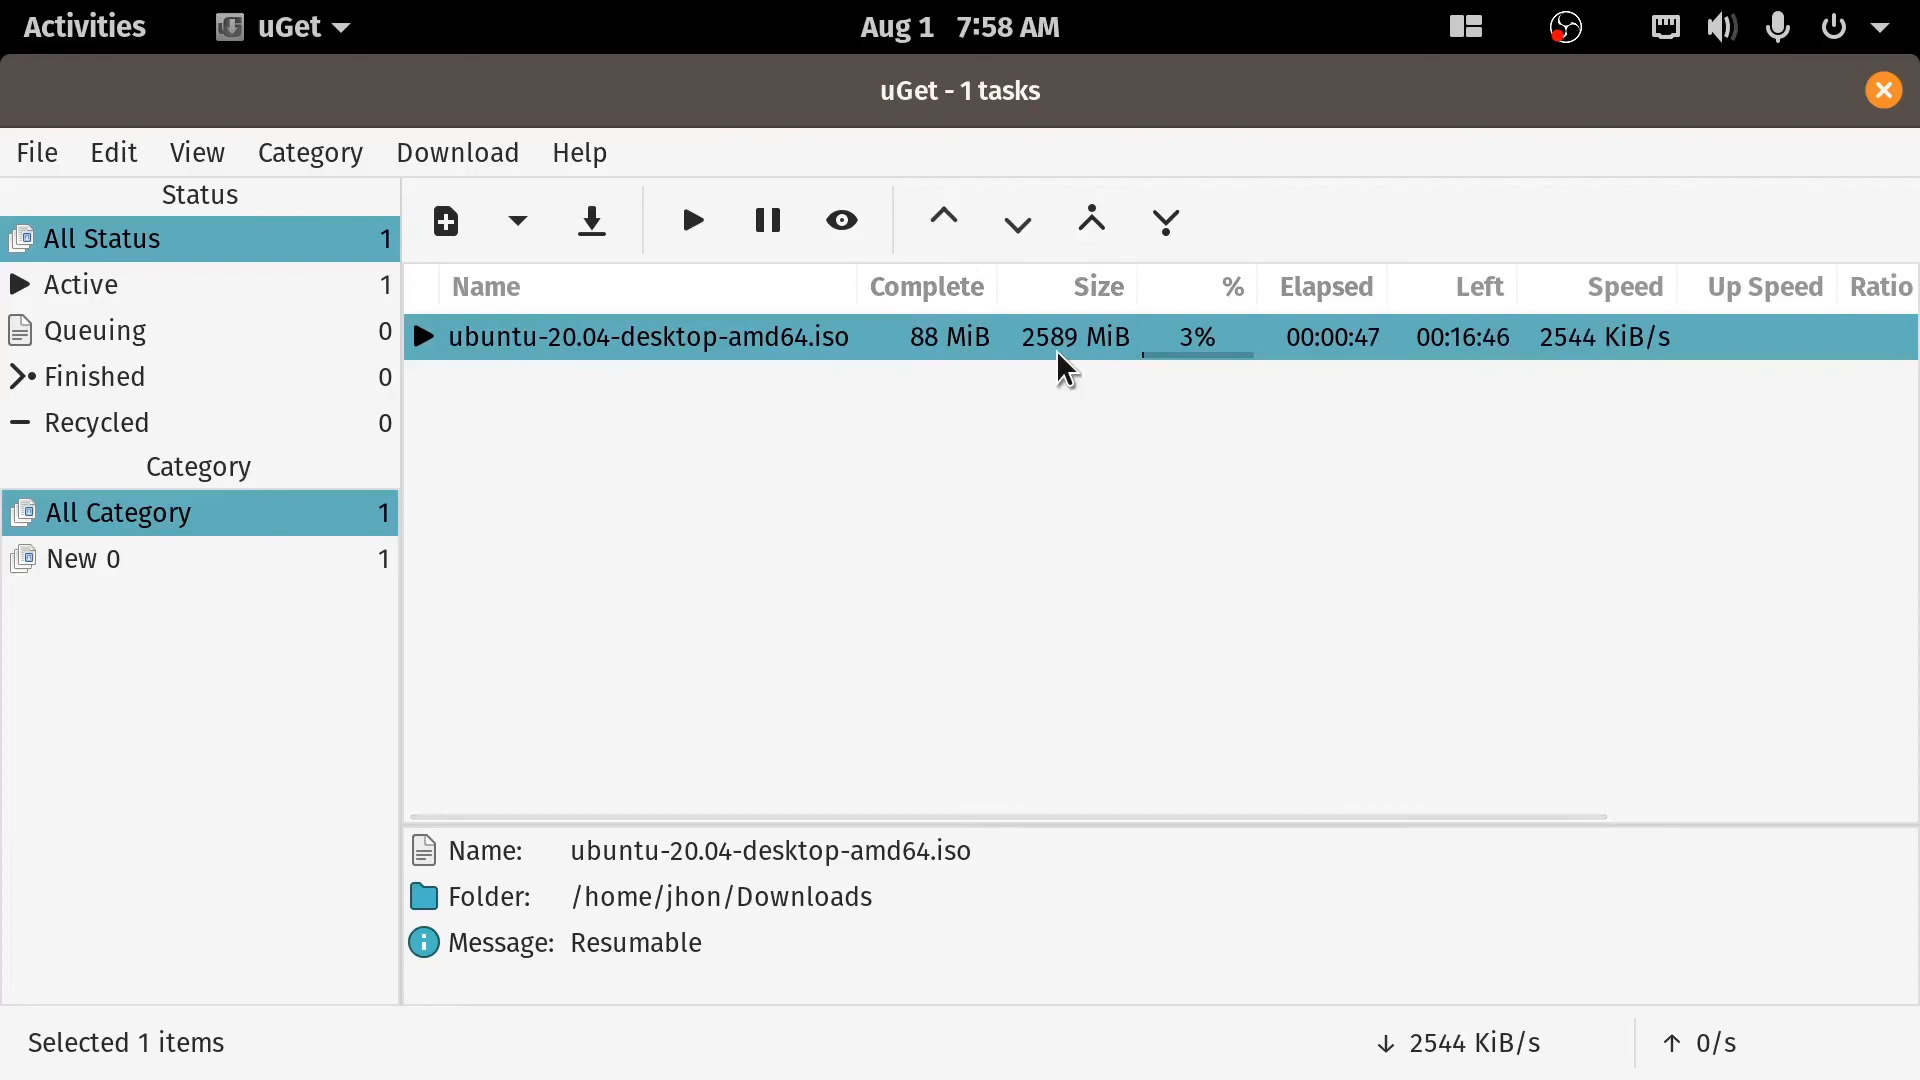 Activities uGet Aug 1 7:58 AM
uGet - 1 tasks
File Edit View Category Download Help
Status
All Status 1
Active 1
Queuing 0
Finished 0
Recycled 0
Category
All Category 1
New 0 1
Name Complete Size % Elapsed Left Speed Up Speed Ratio
ubuntu-20.04-desktop-amd64.iso 88 MiB 2589 MiB 3% 00:00:47 00:16:46 2544 KiB/s
Name: ubuntu-20.04-desktop-amd64.iso
Folder: /home/jhon/Downloads
Message: Resumable
Selected 1 items ↓ 2544 KiB/s ↑ 0/s